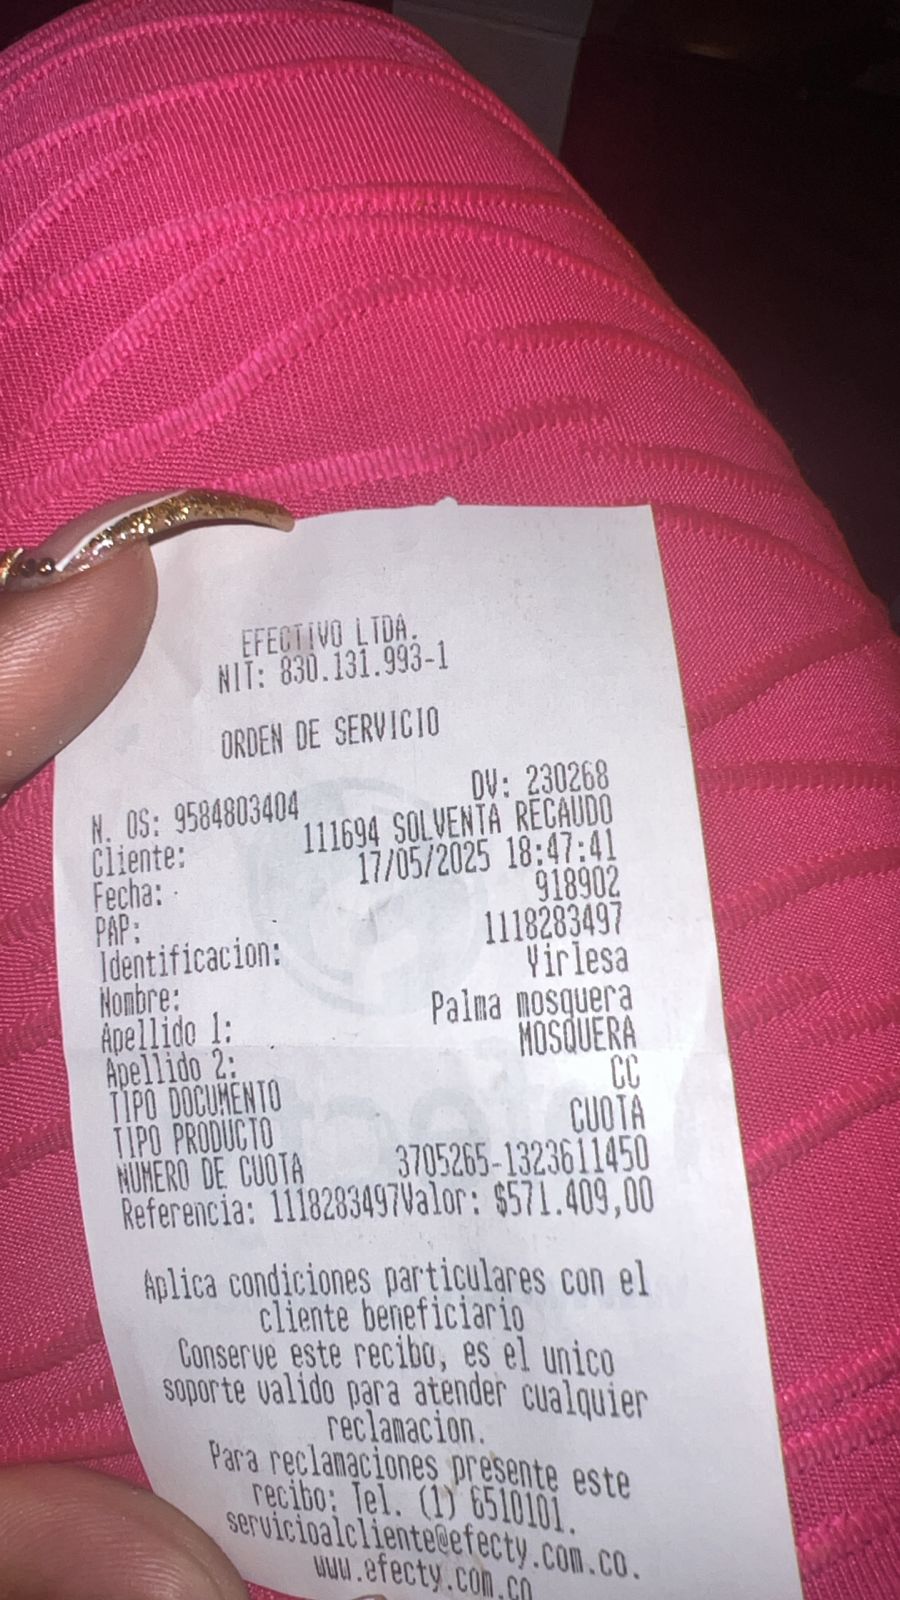 EFECTIVO LTDA.
NIT: 830.131.993-1
ORDEN DE SERVICIO
DV: 230268
N. OS: 9584803404
Cliente: 111694 SOLVENTA RECAUDO
Fecha: 17/05/2025 18:47:41
PAP: 918902
Identificacion: 1118283497
Nombre: Yirlesa
Apellido 1: Palma mosquera
Apellido 2: MOSQUERA
TIPO DOCUMENTO CC
TIPO PRODUCTO CUOTA
NUMERO DE CUOTA 3705265-1323611450
Referencia: 1118283497Valor: $571.409,00
Aplica condiciones particulares con el
cliente beneficiario
Conserve este recibo, es el unico
soporte valido para atender cualquier
reclamacion.
Para reclamaciones presente este
recibo: Tel. (1) 6510101.
servicioalcliente@efecty.com.co.
www.efecty.com.co